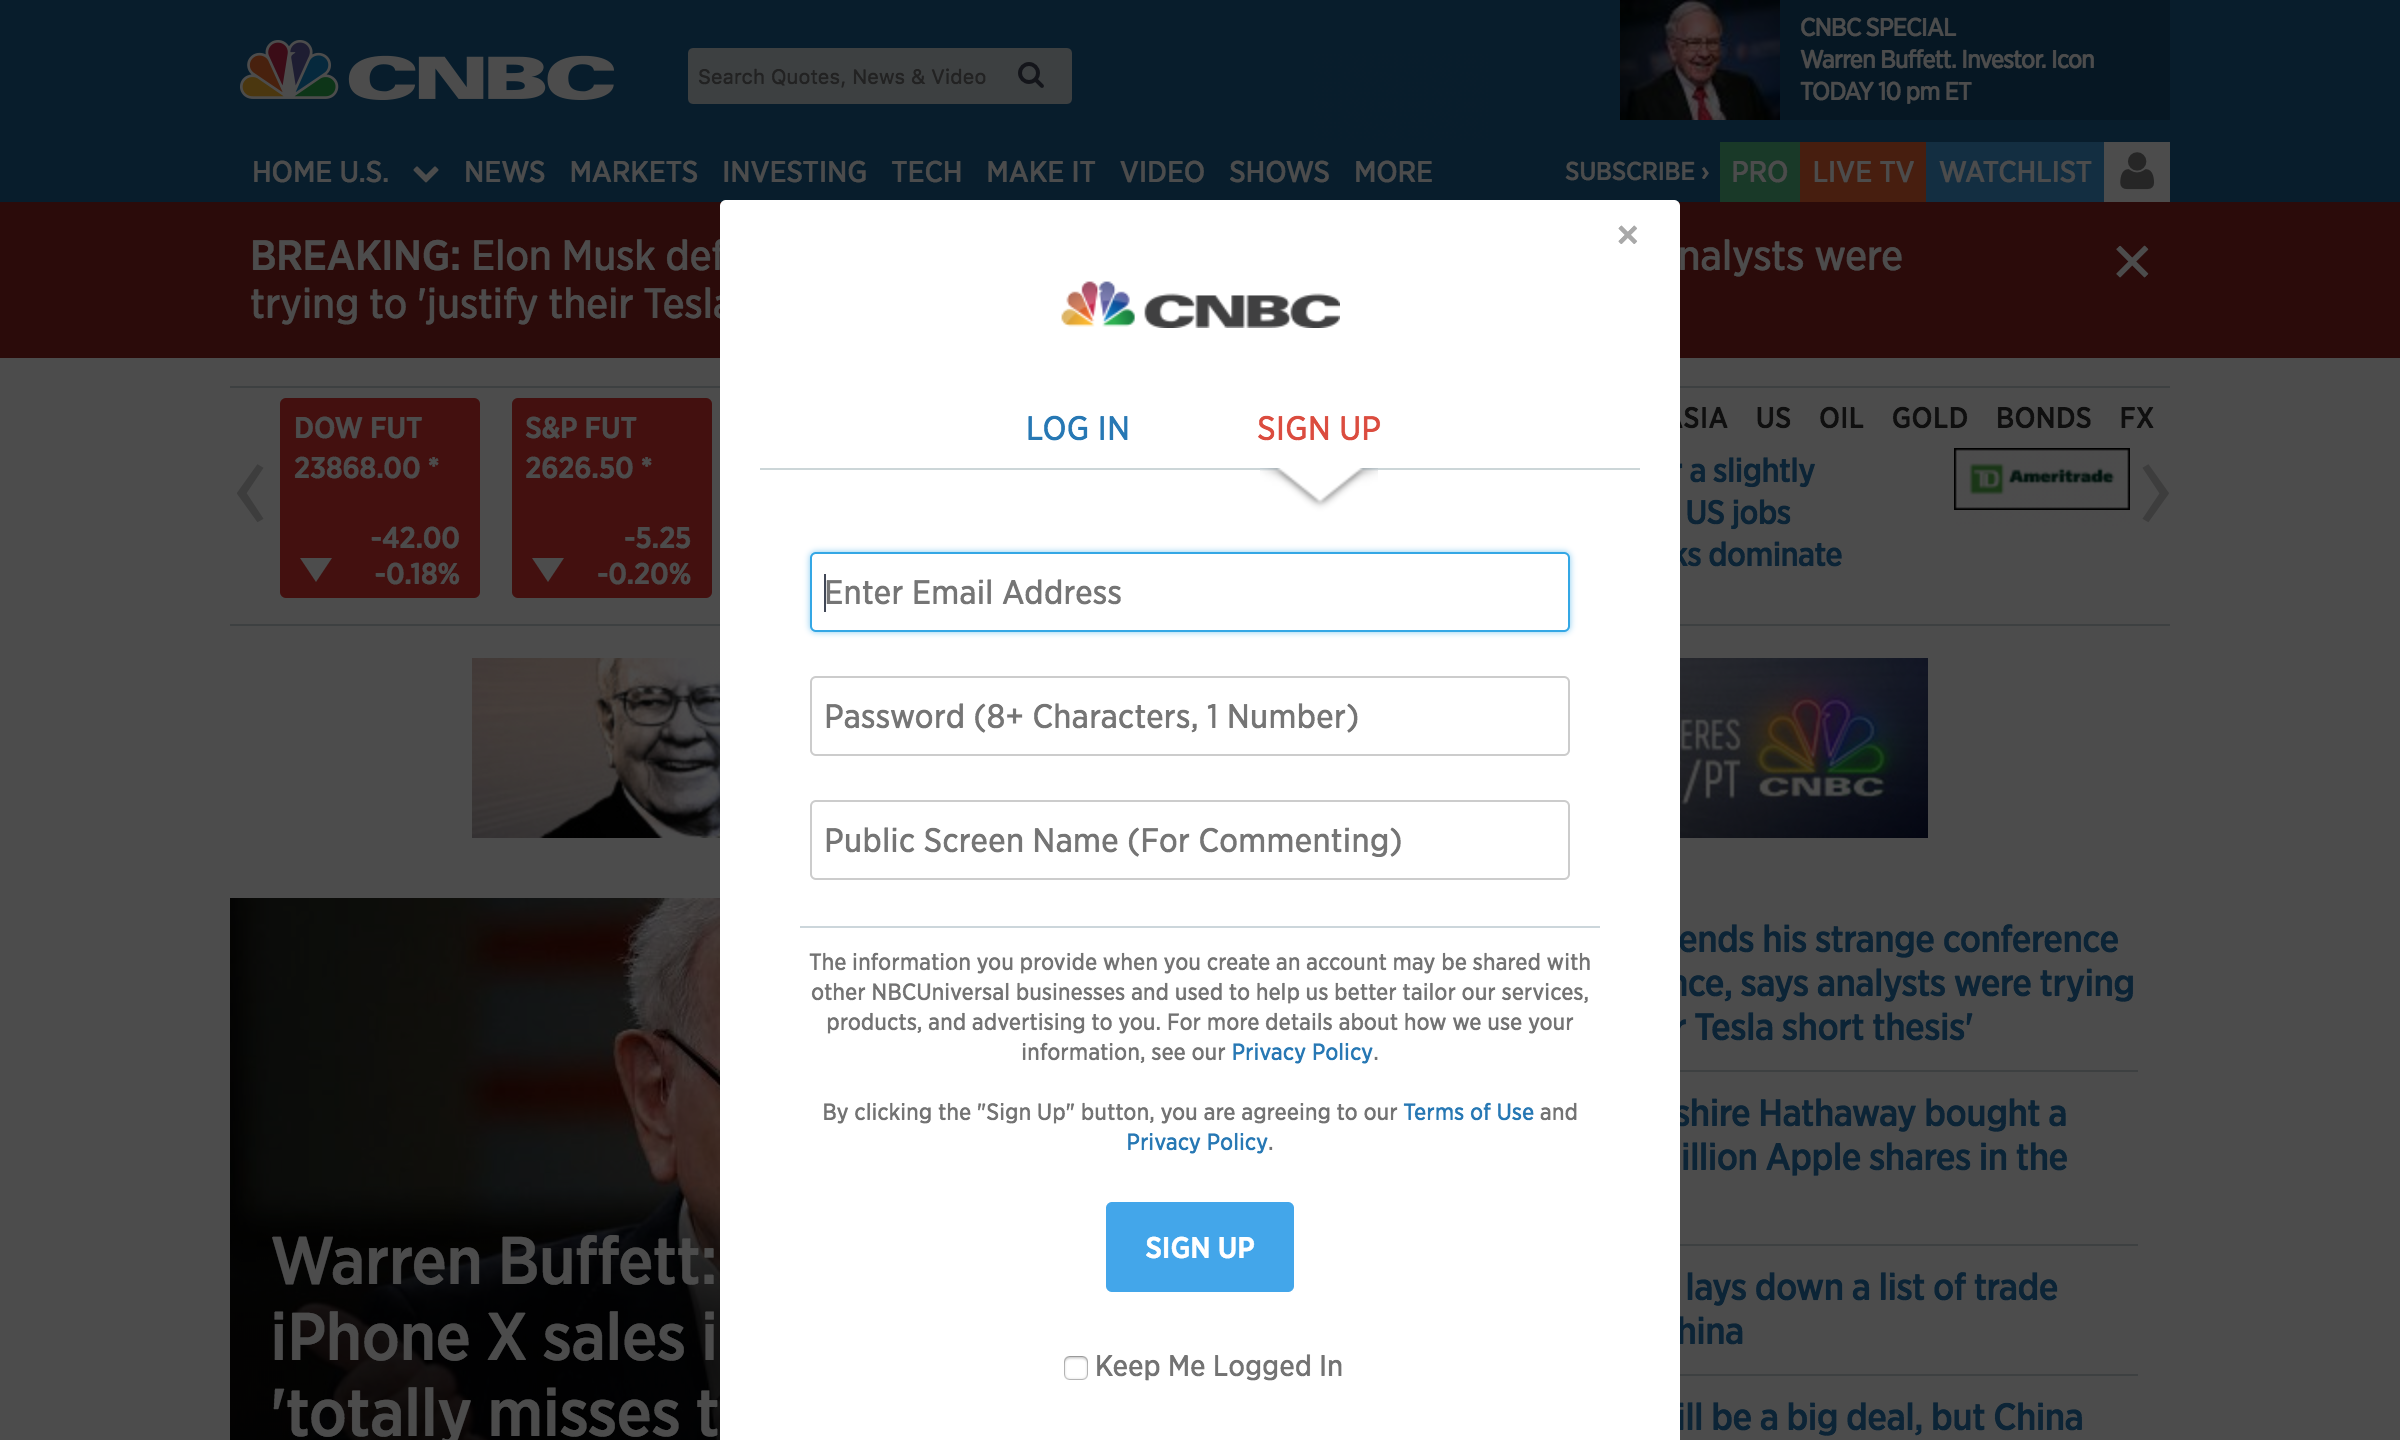 CNBC
Search Quotes, News & Video
CNBC SPECIAL
Warren Buffett. Investor. Icon
TODAY 10 pm ET
HOME U.S. NEWS MARKETS INVESTING TECH MAKE IT VIDEO SHOWS MORE
SUBSCRIBE › PRO LIVE TV WATCHLIST
BREAKING: Elon Musk def
nalysts were
trying to 'justify their Tesla
×
CNBC
LOG IN
SIGN UP
Enter Email Address
Password (8+ Characters, 1 Number)
Public Screen Name (For Commenting)
The information you provide when you create an account may be shared with
other NBCUniversal businesses and used to help us better tailor our services,
products, and advertising to you. For more details about how we use your
information, see our Privacy Policy.
By clicking the "Sign Up" button, you are agreeing to our Terms of Use and
Privacy Policy.
SIGN UP
Keep Me Logged In
DOW FUT
23868.00 *
-42.00
-0.18%
S&P FUT
2626.50 *
-5.25
-0.20%
SIA US OIL GOLD BONDS FX
a slightly
US jobs
ks dominate
TD Ameritrade
ERES
/PT
CNBC
Warren Buffett:
iPhone X sales i
'totally misses t
ends his strange conference
nce, says analysts were trying
r Tesla short thesis'
shire Hathaway bought a
illion Apple shares in the
lays down a list of trade
hina
ill be a big deal, but China